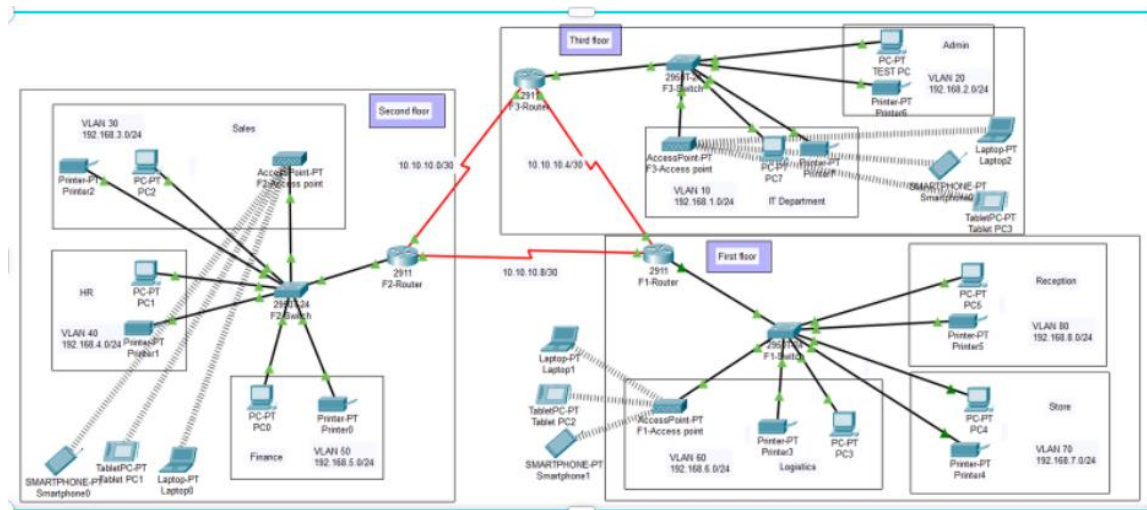 Third floor
Admin
PC-PT
TEST PC
VLAN 20
192.168.2.0/24
Printer-PT
Printer6
2911
F3-Router
F3-Switch
AccessPoint-PT
F3-Access point
PC-PT
PC7
VLAN 10
192.168.1.0/24
IT Department
Laptop-PT
Laptop2
SMARTPHONE-PT
TabletPC-PT
Tablet PC3
Second floor
VLAN 30
192.168.3.0/24
Sales
Printer-PT
Printer2
PC-PT
PC2
AccessPoint-PT
F2-Access point
10.10.10.0/30
10.10.10.4/30
10.10.10.8/30
HR
PC-PT
PC1
VLAN 40
192.168.4.0/24
Printer-PT
Printer1
F2-Switch
2911
F2-Router
PC-PT
PC0
Printer-PT
Printer0
Finance
VLAN 50
192.168.5.0/24
SMARTPHONE-PT
Smartphone0
TabletPC-PT
Tablet PC1
Laptop-PT
Laptop0
First floor
2911
F1-Router
F1-Switch
PC-PT
PC5
Reception
Printer-PT
Printer5
VLAN 80
192.168.8.0/24
Laptop-PT
Laptop1
TabletPC-PT
Tablet PC2
SMARTPHONE-PT
Smartphone1
AccessPoint-PT
F1-Access point
VLAN 60
192.168.6.0/24
Printer-PT
Printer3
PC-PT
PC3
Logistics
PC-PT
PC4
Store
Printer-PT
Printer4
VLAN 70
192.168.7.0/24